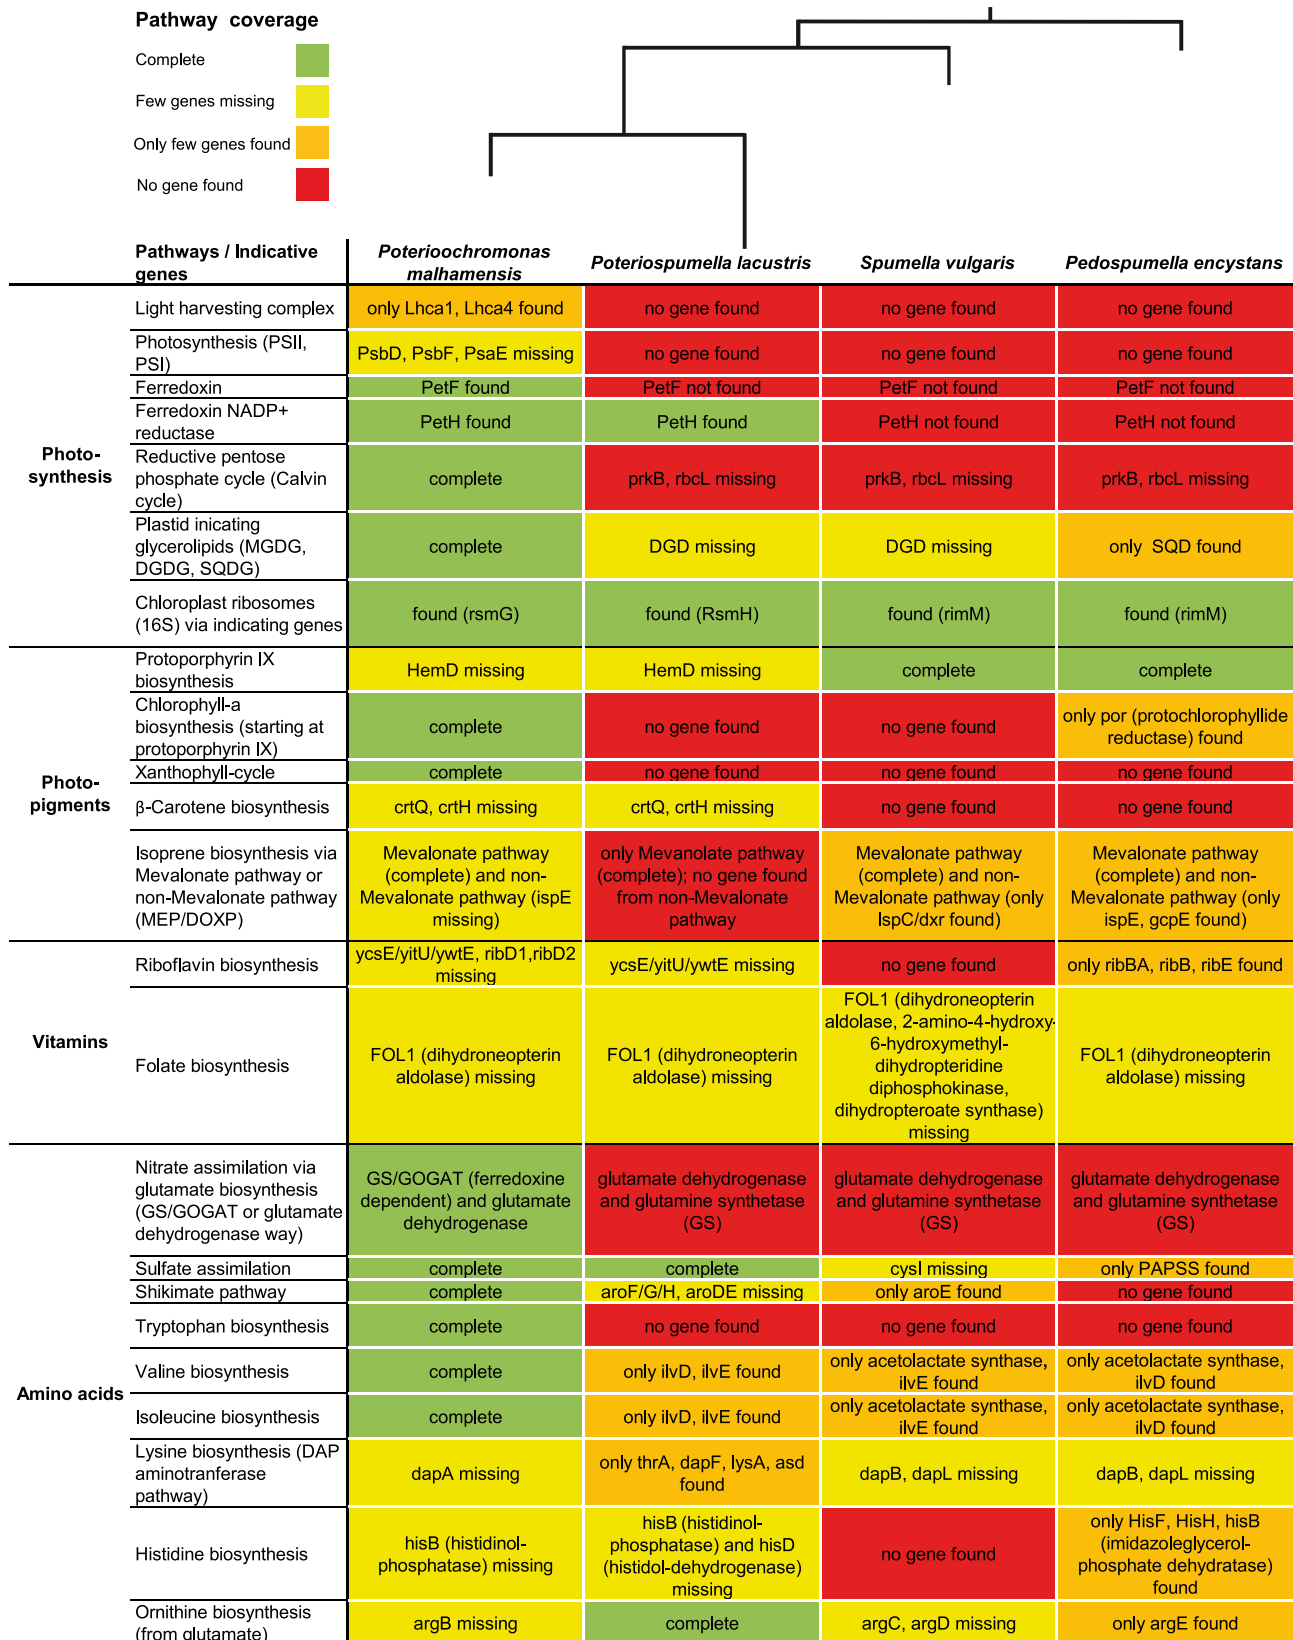 Pathway coverage
Complete
Few genes missing
Only few genes found
No gene found
Pathways / Indicative
genes
Poterioochromonas
malhamensis
Poteriospumella lacustris
Spumella vulgaris
Pedospumella encystans
Photo-
synthesis
Light harvesting complex
only Lhca1, Lhca4 found
no gene found
no gene found
no gene found
Photosynthesis (PSII,
PSI)
PsbD, PsbF, PsaE missing
no gene found
no gene found
no gene found
Ferredoxin
PetF found
PetF not found
PetF not found
PetF not found
Ferredoxin NADP+
reductase
PetH found
PetH found
PetH not found
PetH not found
Reductive pentose
phosphate cycle (Calvin
cycle)
complete
prkB, rbcL missing
prkB, rbcL missing
prkB, rbcL missing
Plastid inicating
glycerolipids (MGDG,
DGDG, SQDG)
complete
DGD missing
DGD missing
only SQD found
Chloroplast ribosomes
(16S) via indicating genes
found (rsmG)
found (RsmH)
found (rimM)
found (rimM)
Photo-
pigments
Protoporphyrin IX
biosynthesis
HemD missing
HemD missing
complete
complete
Chlorophyll-a
biosynthesis (starting at
protoporphyrin IX)
complete
no gene found
no gene found
only por (protochlorophyllide
reductase) found
Xanthophyll-cycle
complete
no gene found
no gene found
no gene found
β-Carotene biosynthesis
crtQ, crtH missing
crtQ, crtH missing
no gene found
no gene found
Isoprene biosynthesis via
Mevalonate pathway or
non-Mevalonate pathway
(MEP/DOXP)
Mevalonate pathway
(complete) and non-
Mevalonate pathway (ispE
missing)
only Mevanolate pathway
(complete); no gene found
from non-Mevalonate
pathway
Mevalonate pathway
(complete) and non-
Mevalonate pathway (only
IspC/dxr found)
Mevalonate pathway
(complete) and non-
Mevalonate pathway (only
ispE, gcpE found)
Vitamins
Riboflavin biosynthesis
ycsE/yitU/ywtE, ribD1,ribD2
missing
ycsE/yitU/ywtE missing
no gene found
only ribBA, ribB, ribE found
Folate biosynthesis
FOL1 (dihydroneopterin
aldolase) missing
FOL1 (dihydroneopterin
aldolase) missing
FOL1 (dihydroneopterin
aldolase, 2-amino-4-hydroxy-
6-hydroxymethyl-
dihydropteridine
diphosphokinase,
dihydropteroate synthase)
missing
FOL1 (dihydroneopterin
aldolase) missing
Amino acids
Nitrate assimilation via
glutamate biosynthesis
(GS/GOGAT or glutamate
dehydrogenase way)
GS/GOGAT (ferredoxine
dependent) and glutamate
dehydrogenase
glutamate dehydrogenase
and glutamine synthetase
(GS)
glutamate dehydrogenase
and glutamine synthetase
(GS)
glutamate dehydrogenase
and glutamine synthetase
(GS)
Sulfate assimilation
complete
complete
cysI missing
only PAPSS found
Shikimate pathway
complete
aroF/G/H, aroDE missing
only aroE found
no gene found
Tryptophan biosynthesis
complete
no gene found
no gene found
no gene found
Valine biosynthesis
complete
only ilvD, ilvE found
only acetolactate synthase,
ilvE found
only acetolactate synthase,
ilvD found
Isoleucine biosynthesis
complete
only ilvD, ilvE found
only acetolactate synthase,
ilvE found
only acetolactate synthase,
ilvD found
Lysine biosynthesis (DAP
aminotranferase
pathway)
dapA missing
only thrA, dapF, lysA, asd
found
dapB, dapL missing
dapB, dapL missing
Histidine biosynthesis
hisB (histidinol-
phosphatase) missing
hisB (histidinol-
phosphatase) and hisD
(histidol-dehydrogenase)
missing
no gene found
only HisF, HisH, hisB
(imidazoleglycerol-
phosphate dehydratase)
found
Ornithine biosynthesis
(from glutamate)
argB missing
complete
argC, argD missing
only argE found